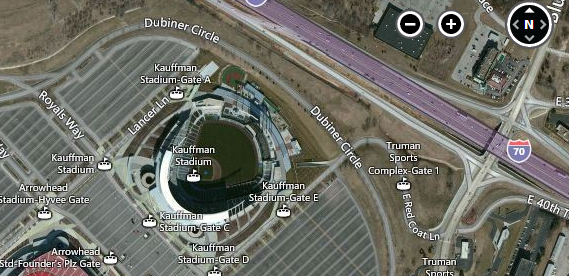 Dubiner Circle
N
Kauffman
Stadium-Gate A
Royals Way
Lancer Ln
Dubiner Circle
Kauffman
Stadium
Kauffman
Stadium
Truman
Sports
Complex-Gate 1
70
Arrowhead
Stadium-Hyvee Gate
Kauffman
Stadium-Gate E
E Red Coat Ln
E 40th T
Kauffman
Stadium-Gate C
Arrowhead
Std-Founder's Plz Gate
Kauffman
Stadium-Gate D
Truman
Sports